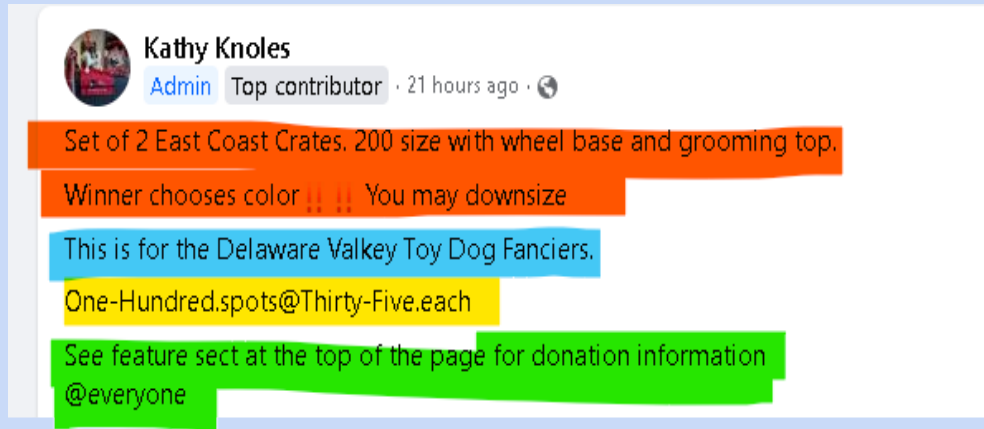 Kathy Knoles
Admin Top contributor · 21 hours ago ·
Set of 2 East Coast Crates. 200 size with wheel base and grooming top.
Winner chooses color‼️ ‼️ You may downsize
This is for the Delaware Valkey Toy Dog Fanciers.
One-Hundred.spots@Thirty-Five.each
See feature sect at the top of the page for donation information
@everyone